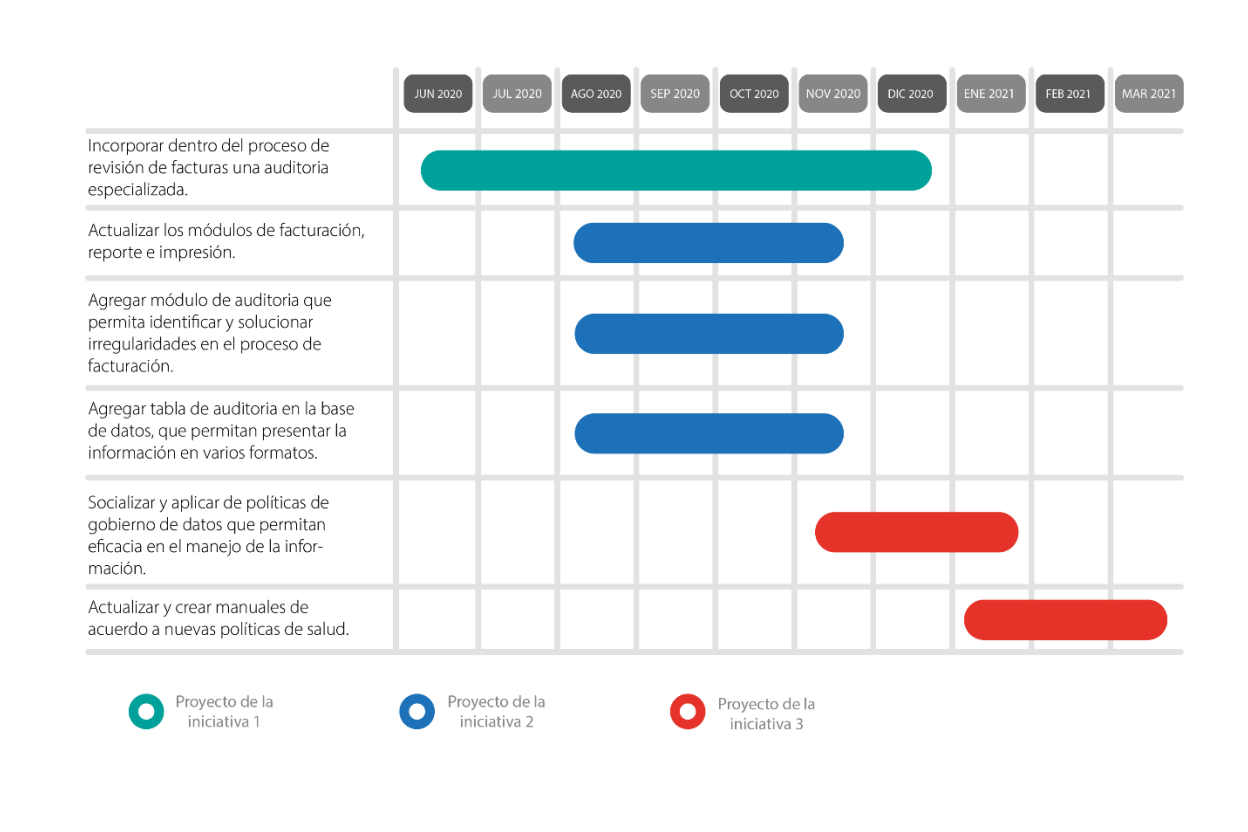 JUN 2020
JUL 2020
AGO 2020
SEP 2020
OCT 2020
NOV 2020
DIC 2020
ENE 2021
FEB 2021
MAR 2021
Incorporar dentro del proceso de
revisión de facturas una auditoria
especializada.
Actualizar los módulos de facturación,
reporte e impresión.
Agregar módulo de auditoria que
permita identificar y solucionar
irregularidades en el proceso de
facturación.
Agregar tabla de auditoria en la base
de datos, que permitan presentar la
información en varios formatos.
Socializar y aplicar de políticas de
gobierno de datos que permitan
eficacia en el manejo de la infor-
mación.
Actualizar y crear manuales de
acuerdo a nuevas políticas de salud.
Proyecto de la
iniciativa 1
Proyecto de la
iniciativa 2
Proyecto de la
iniciativa 3